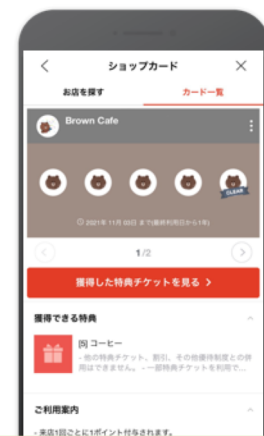 ショップカード
お店を探す
カード一覧
Brown Cafe
CLEAR
2021年 11月 03日 まで(最終利用日から1年)
1/2
獲得した特典チケットを見る
獲得できる特典
[5] コーヒー
- 他の特典チケット、割引、その他優待制度との併
用はできません。 - 一部特典チケットを利用で...
ご利用案内
- 来店1回ごとに1ポイント付与されます。